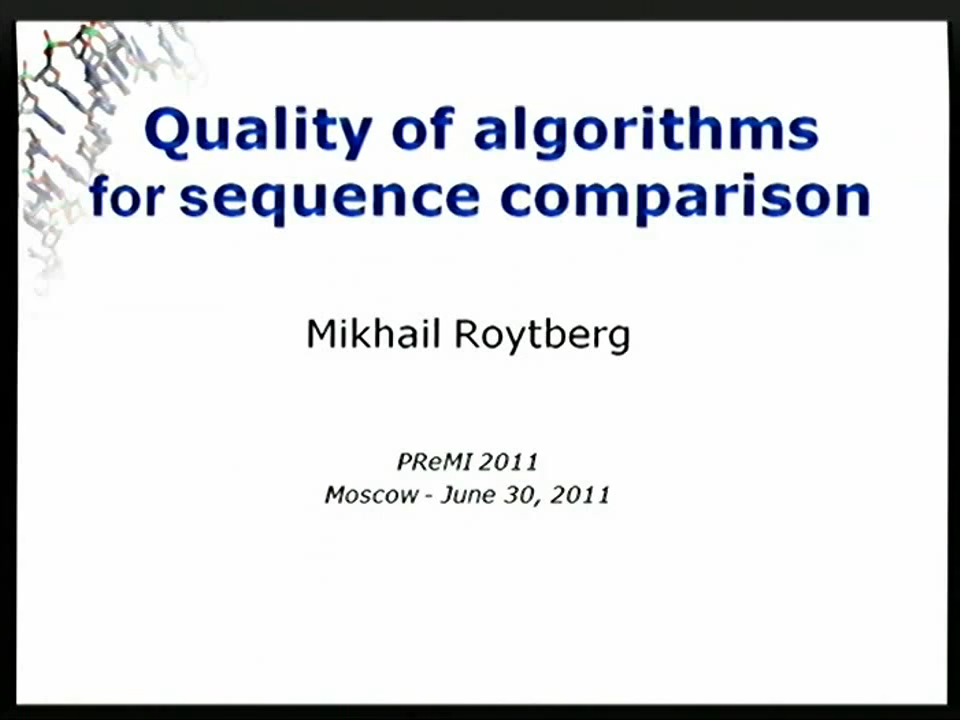 Quality of algorithms
for sequence comparison
Mikhail Roytberg
PReMI 2011
Moscow - June 30, 2011